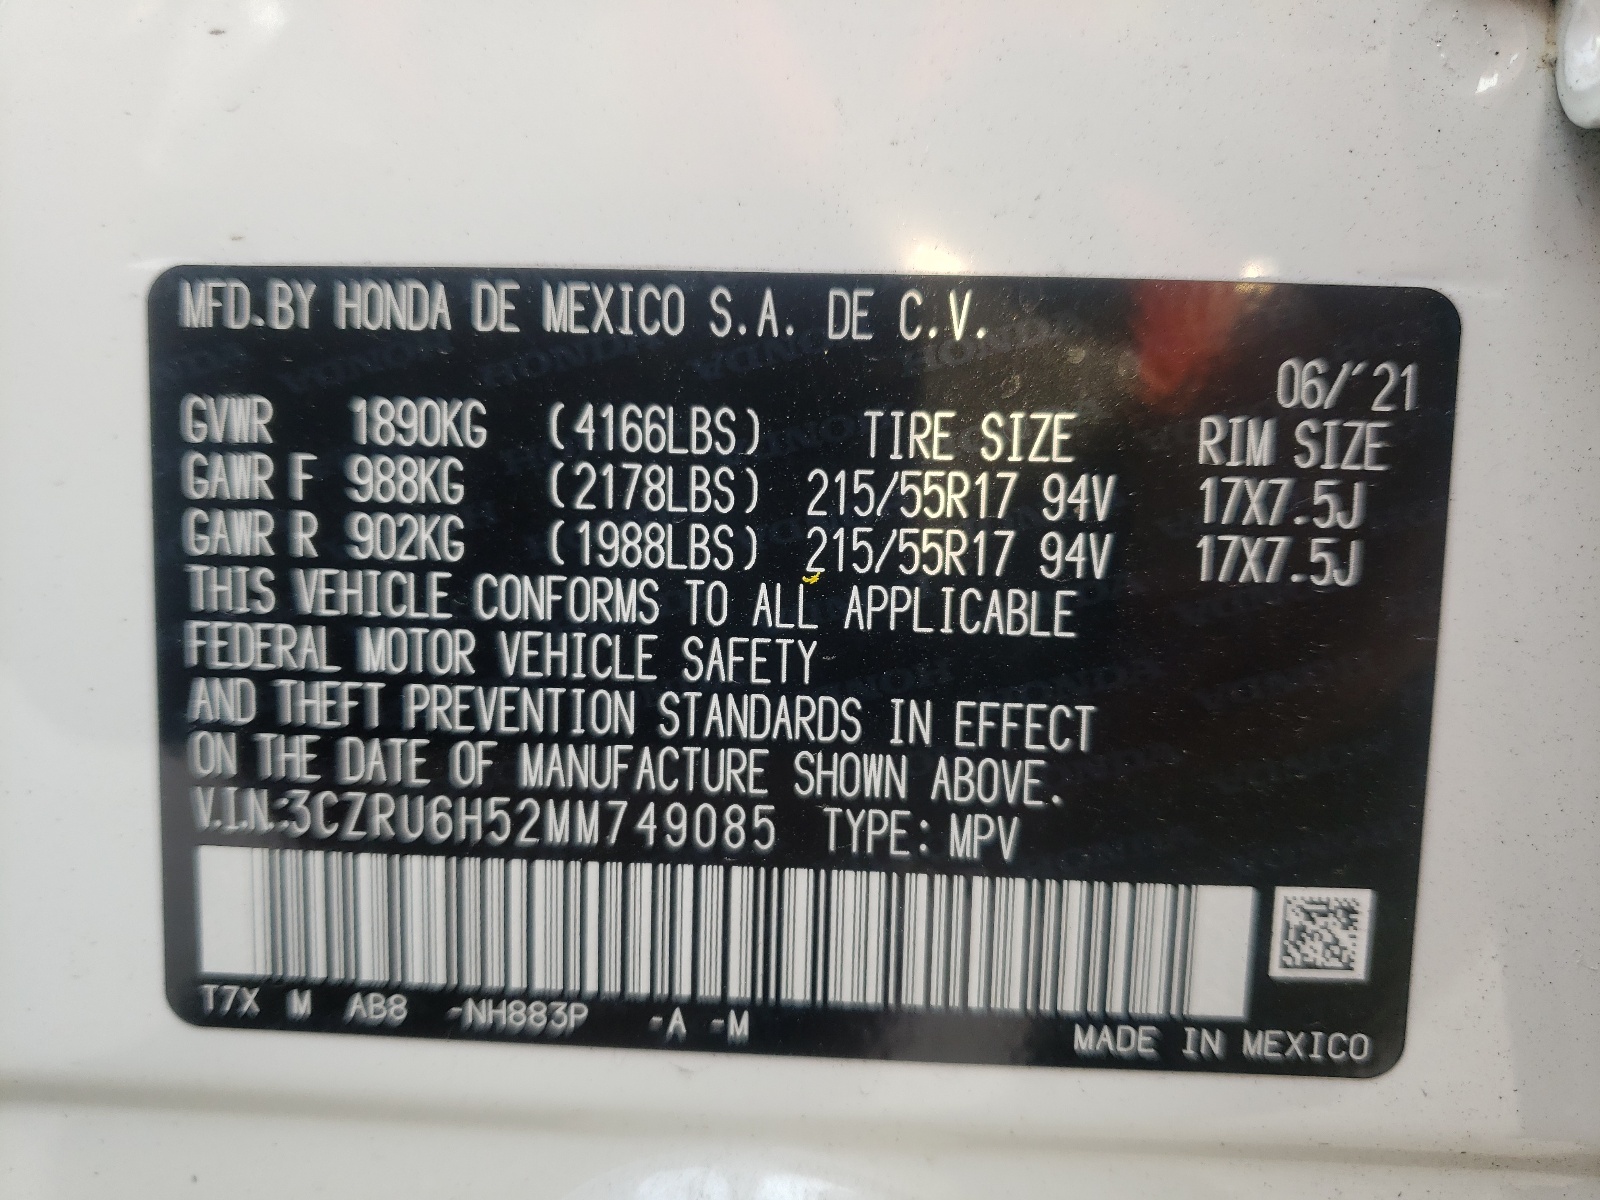 MFD.BY HONDA DE MEXICO S.A. DE C.V.
06/'21
GVWR 1890KG (4166LBS) TIRE SIZE RIM SIZE
GAWR F 988KG (2178LBS) 215/55R17 94V 17X7.5J
GAWR R 902KG (1988LBS) 215/55R17 94V 17X7.5J
THIS VEHICLE CONFORMS TO ALL APPLICABLE
FEDERAL MOTOR VEHICLE SAFETY
AND THEFT PREVENTION STANDARDS IN EFFECT
ON THE DATE OF MANUFACTURE SHOWN ABOVE.
V.I.N.:3CZRU6H52MM749085 TYPE: MPV
T7X M AB8 -NH883P -A -M
MADE IN MEXICO